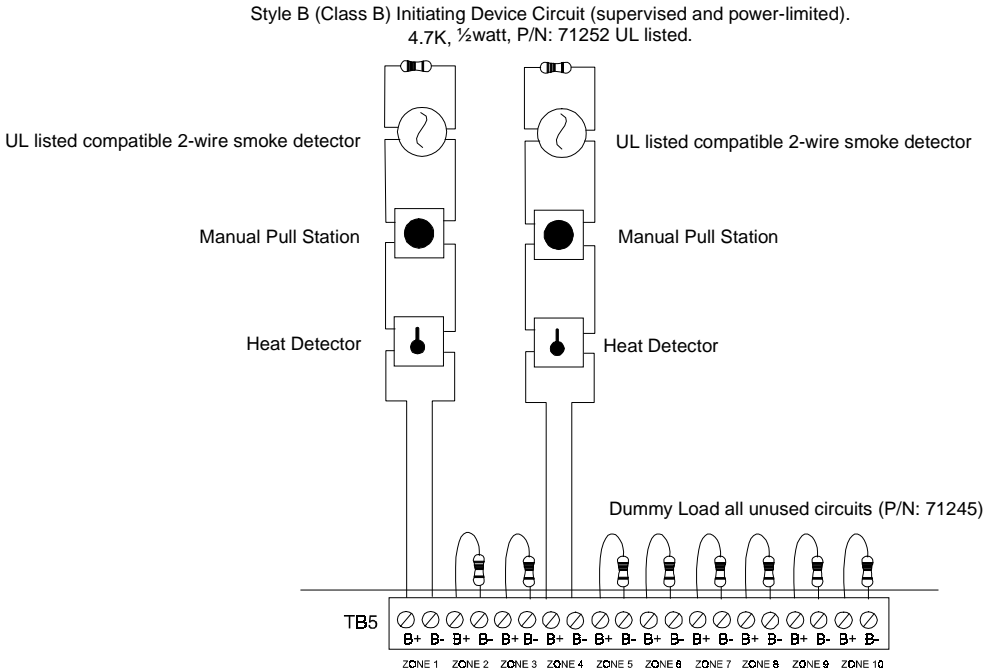 Style B (Class B) Initiating Device Circuit (supervised and power-limited).
4.7K, ½watt, P/N: 71252 UL listed.
UL listed compatible 2-wire smoke detector
UL listed compatible 2-wire smoke detector
Manual Pull Station
Manual Pull Station
Heat Detector
Heat Detector
Dummy Load all unused circuits (P/N: 71245)
TB5
B+ B- B+ B- B+ B- B+ B- B+ B- B+ B- B+ B- B+ B- B+ B- B+ B-
ZONE 1 ZONE 2 ZONE 3 ZONE 4 ZONE 5 ZONE 6 ZONE 7 ZONE 8 ZONE 9 ZONE 10